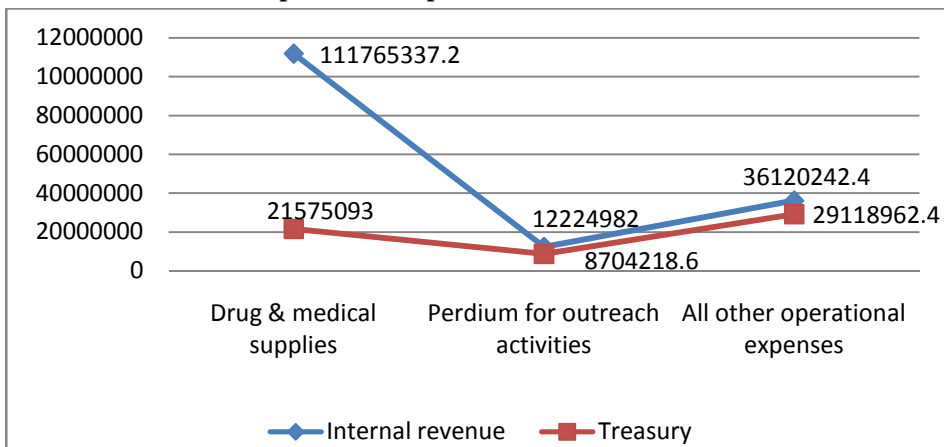 12000000
111765337.2
10000000
80000000
60000000
36120242.4
40000000
21575093
12224982
29118962.4
20000000
8704218.6
0
Drug & medical supplies
Perdium for outreach activities
All other operational expenses
Internal revenue
Treasury